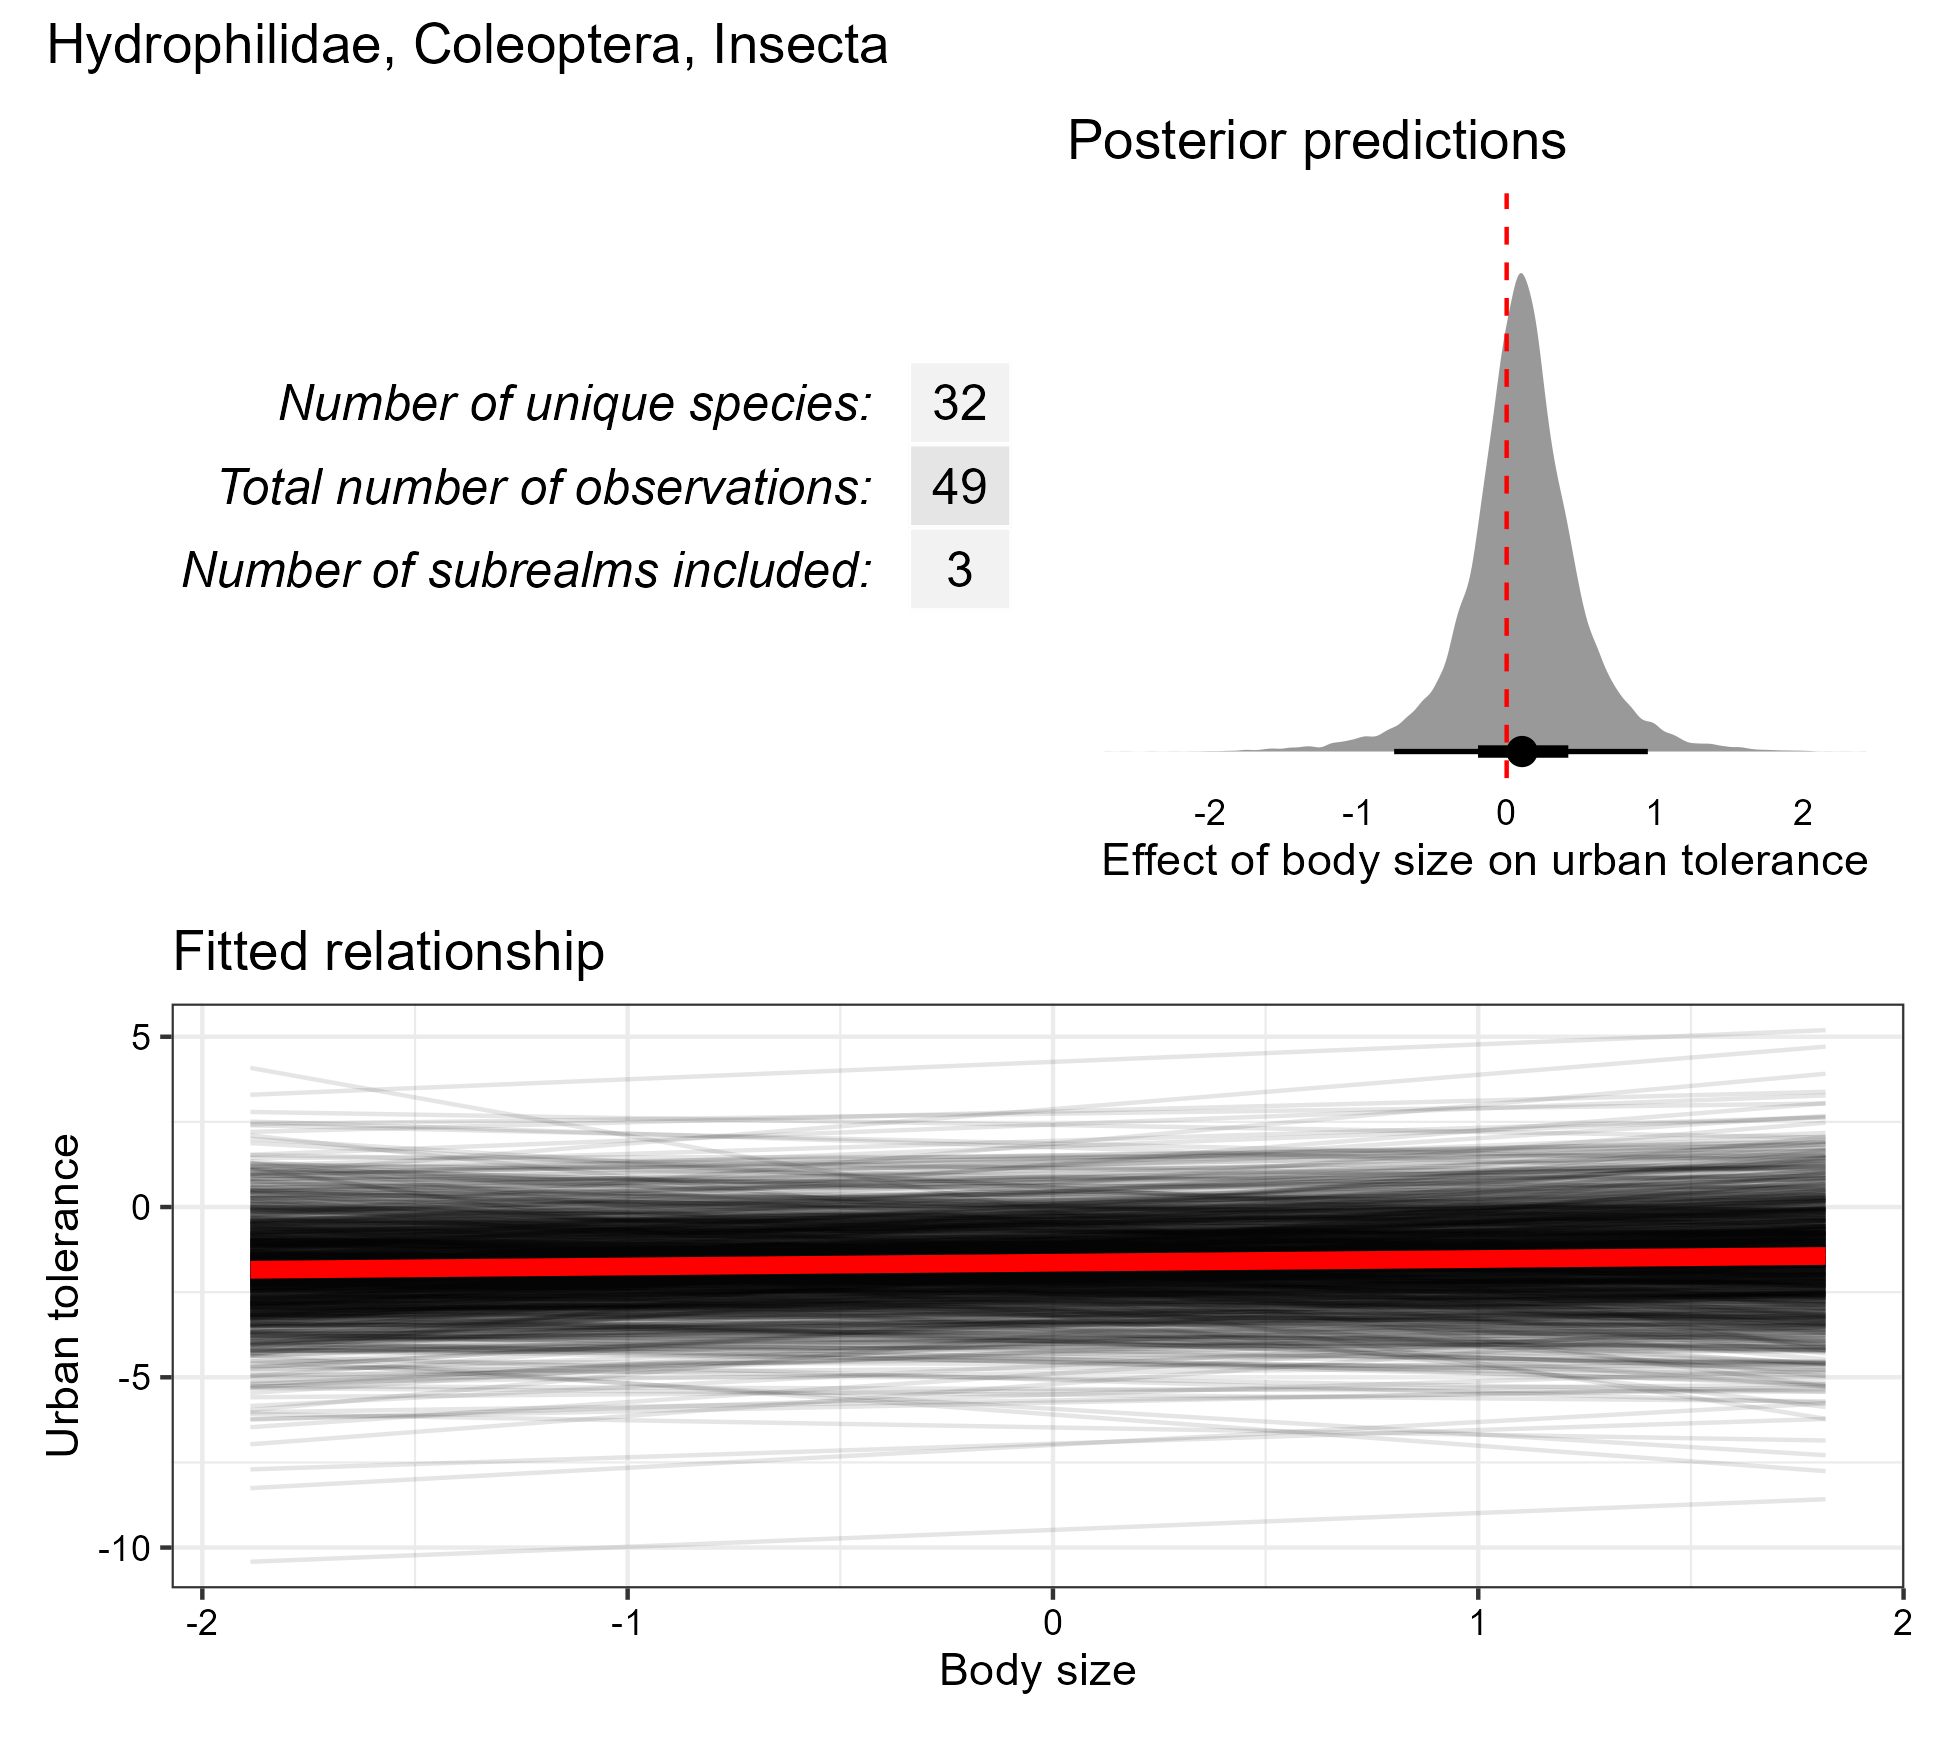 Hydrophilidae, Coleoptera, Insecta
Posterior predictions
Number of unique species: 32
Total number of observations: 49
Number of subrealms included: 3
-2 -1 0 1 2
Effect of body size on urban tolerance
Fitted relationship
5
0
-5
-10
Urban tolerance
-2 -1 0 1 2
Body size